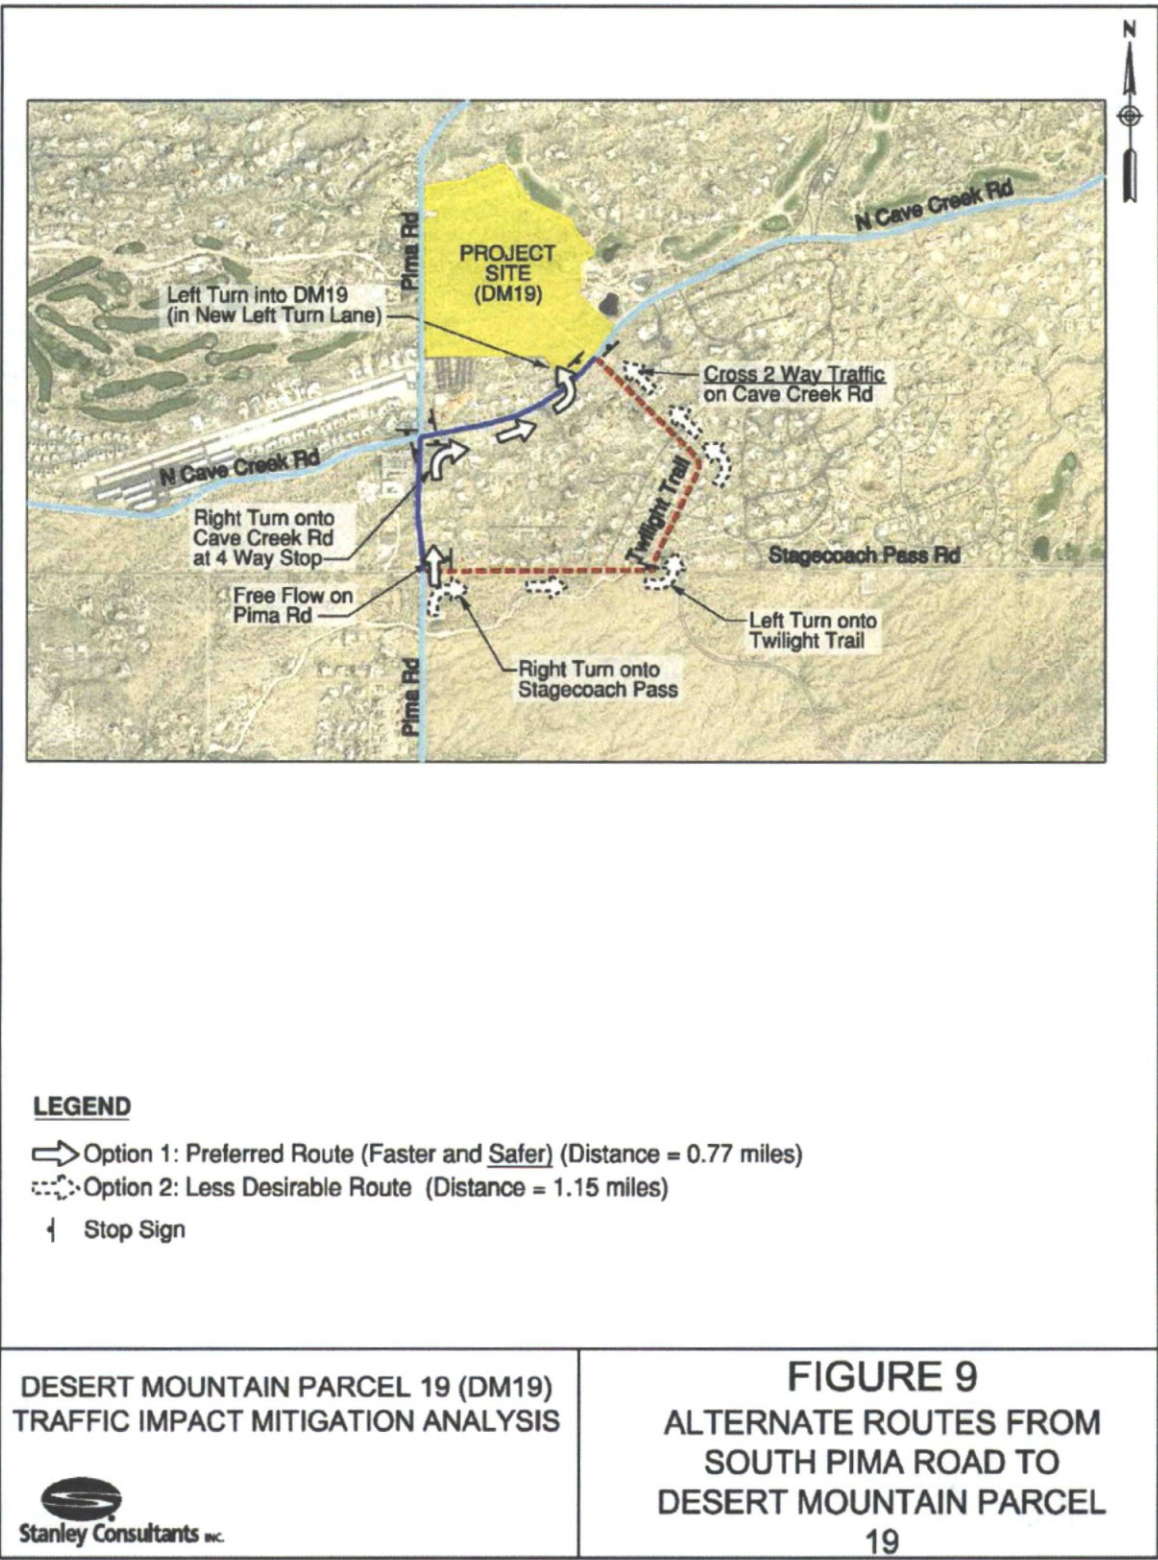 N
N Cave Creek Rd
Pima Rd
PROJECT
SITE
(DM19)
Left Turn into DM19
(in New Left Turn Lane)
Cross 2 Way Traffic
on Cave Creek Rd
N Cave Creek Rd
Twilight Trail
Right Turn onto
Cave Creek Rd
at 4 Way Stop
Stagecoach Pass Rd
Free Flow on
Pima Rd
Left Turn onto
Twilight Trail
Right Turn onto
Stagecoach Pass
Pima Rd
LEGEND
Option 1: Preferred Route (Faster and Safer) (Distance = 0.77 miles)
Option 2: Less Desirable Route (Distance = 1.15 miles)
Stop Sign
DESERT MOUNTAIN PARCEL 19 (DM19)
TRAFFIC IMPACT MITIGATION ANALYSIS
Stanley Consultants INC.
FIGURE 9
ALTERNATE ROUTES FROM
SOUTH PIMA ROAD TO
DESERT MOUNTAIN PARCEL
19